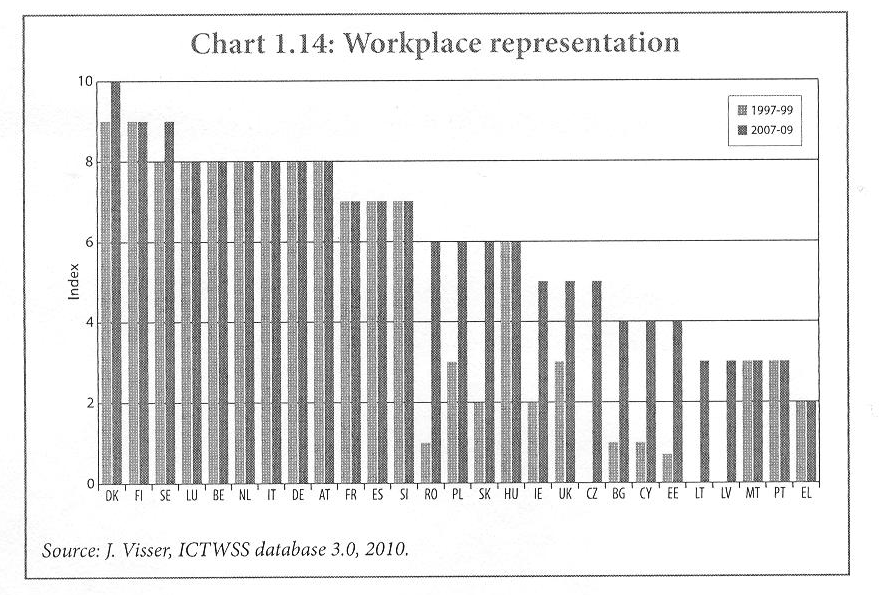 Chart 1.14: Workplace representation
10
8
6
4
2
0
Index
1997-99
2007-09
DK FI SE LU BE NL IT DE AT FR ES SI RO PL SK HU IE UK CZ BG CY EE LT LV MT PT EL
Source: J. Visser, ICTWSS database 3.0, 2010.